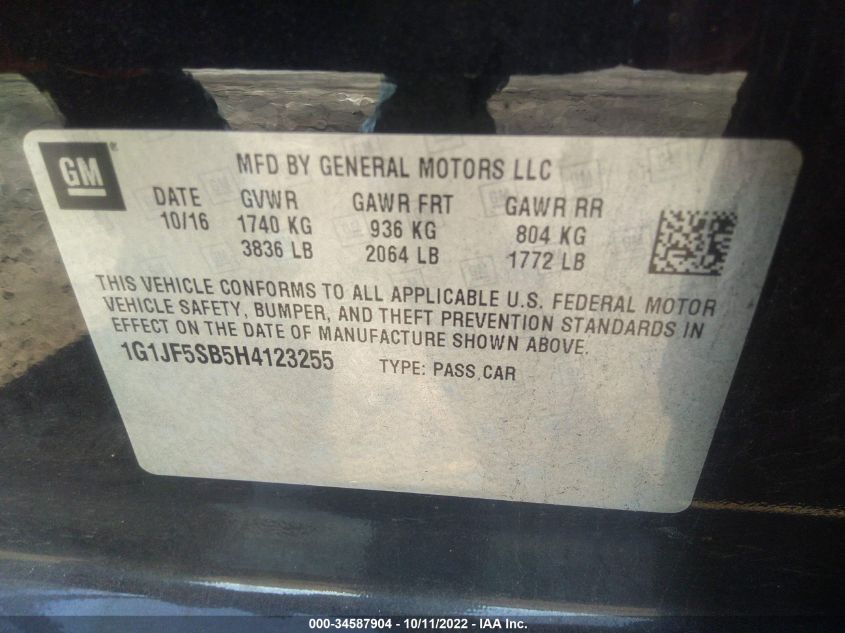 GM ®
MFD BY GENERAL MOTORS LLC
DATE GVWR GAWR FRT GAWR RR
10/16 1740 KG 936 KG 804 KG
3836 LB 2064 LB 1772 LB
THIS VEHICLE CONFORMS TO ALL APPLICABLE U.S. FEDERAL MOTOR
VEHICLE SAFETY, BUMPER, AND THEFT PREVENTION STANDARDS IN
EFFECT ON THE DATE OF MANUFACTURE SHOWN ABOVE.
1G1JF5SB5H4123255 TYPE: PASS CAR
000-34587904 - 10/11/2022 - IAA Inc.